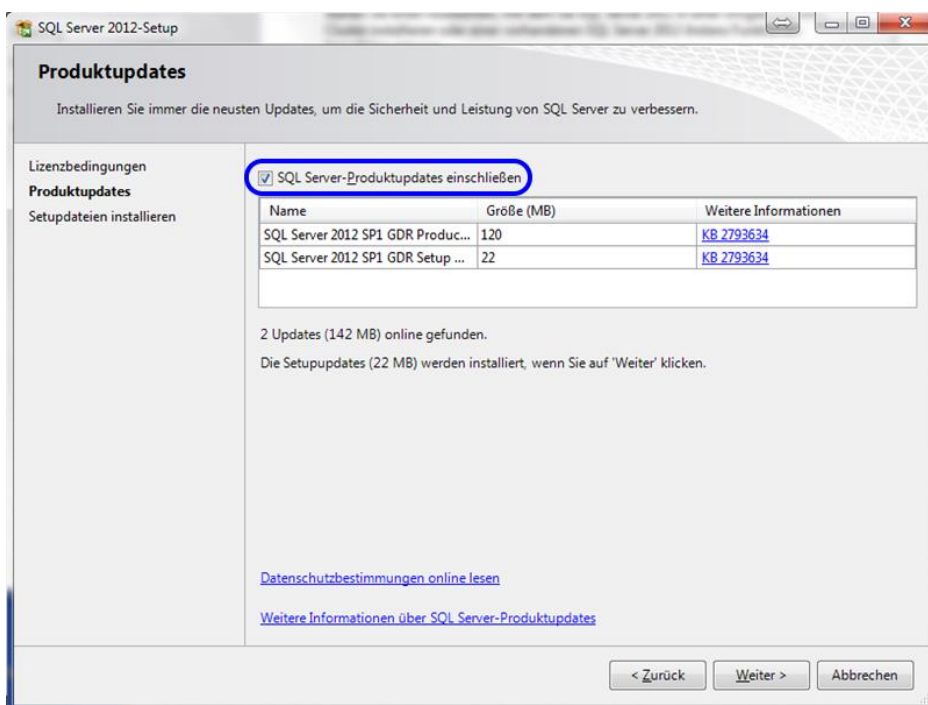 SQL Server 2012-Setup
Produktupdates
Installieren Sie immer die neusten Updates, um die Sicherheit und Leistung von SQL Server zu verbessern.
Lizenzbedingungen
Produktupdates
Setupdateien installieren
SQL Server-Produktupdates einschließen
Name Größe (MB) Weitere Informationen
SQL Server 2012 SP1 GDR Produc... 120 KB 2793634
SQL Server 2012 SP1 GDR Setup ... 22 KB 2793634
2 Updates (142 MB) online gefunden.
Die Setupupdates (22 MB) werden installiert, wenn Sie auf 'Weiter' klicken.
Datenschutzbestimmungen online lesen
Weitere Informationen über SQL Server-Produktupdates
< Zurück Weiter > Abbrechen